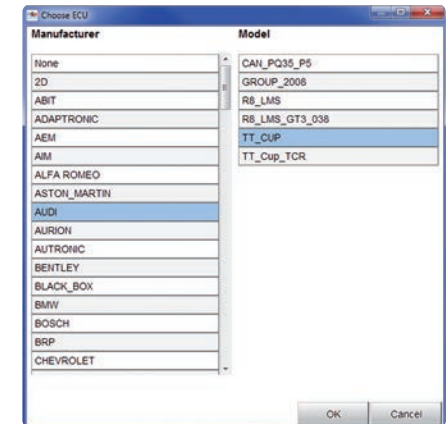 Choose ECU
Manufacturer
None
2D
ABIT
ADAPTRONIC
AEM
AIM
ALFA ROMEO
ASTON_MARTIN
AUDI
AURION
AUTRONIC
BENTLEY
BLACK_BOX
BMW
BOSCH
BRP
CHEVROLET
Model
CAN_PQ35_P5
GROUP_2006
R8_LMS
R8_LMS_GT3_038
TT_CUP
TT_Cup_TCR
OK
Cancel